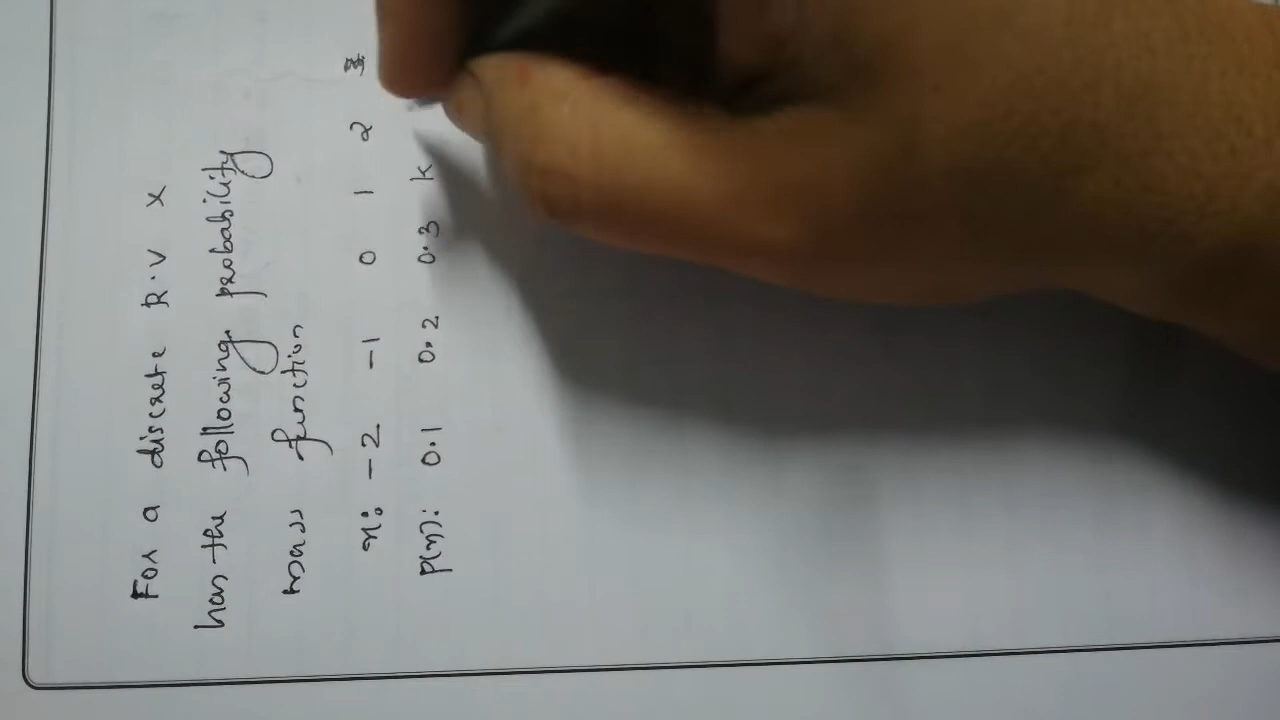 For a discrete R.V X
has the following probability
mass function
x: -2 -1 0 1 2
P(x): 0.1 0.2 0.3 k